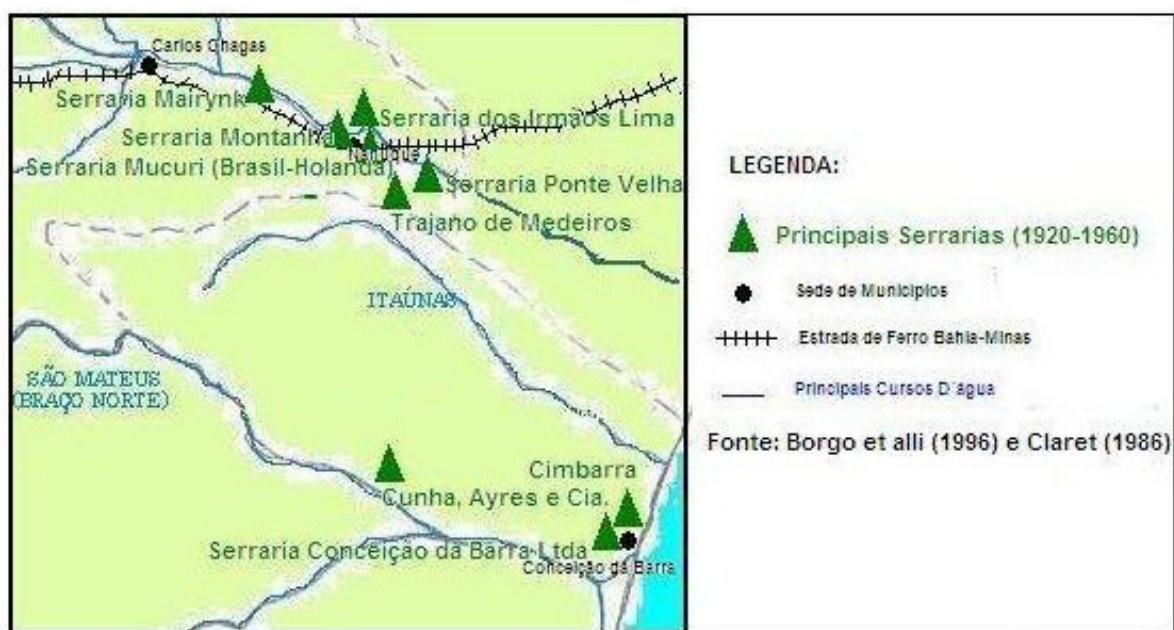 Carlos Chagas
Serraria Mairynk
Serraria dos Irmãos Lima
Serraria Montanha
Nanuque
Serraria Mucuri (Brasil-Holanda)
Serraria Ponte Velha
Trajano de Medeiros
ITAÚNAS
SÃO MATEUS
(BRAÇO NORTE)
Cimbarra
Cunha, Ayres e Cia.
Serraria Conceição da Barra Ltda
Conceição da Barra
LEGENDA:
Principais Serrarias (1920-1960)
Sede de Municípios
Estrada de Ferro Bahia-Minas
Principais Cursos D´água
Fonte: Borgo et alli (1996) e Claret (1986)